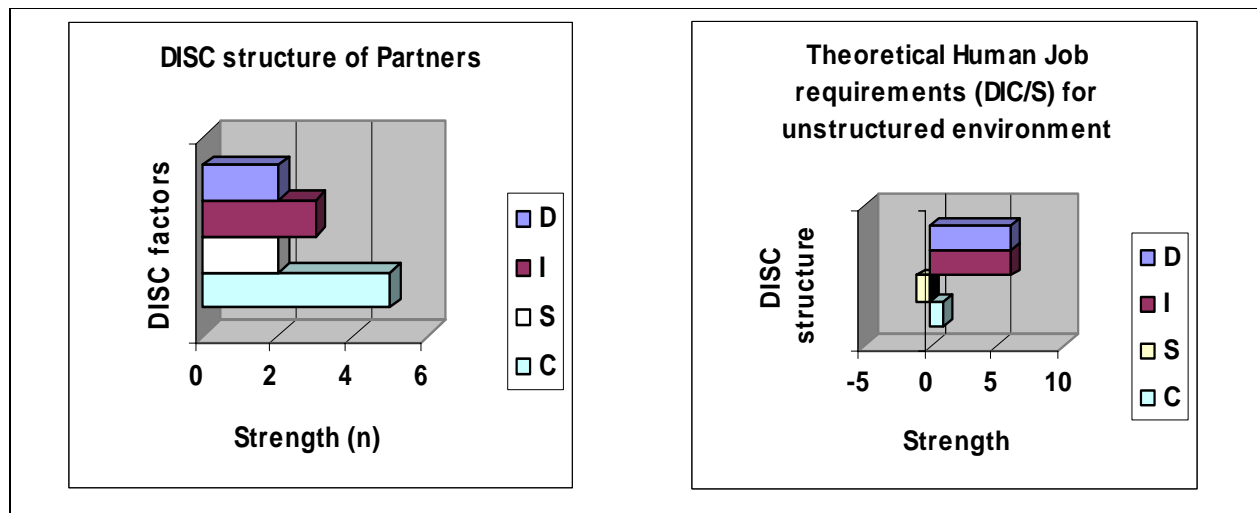 DISC structure of Partners
DISC factors
D
I
S
C
0 2 4 6
Strength (n)
Theoretical Human Job
requirements (DIC/S) for
unstructured environment
DISC
structure
D
I
S
C
-5 0 5 10
Strength